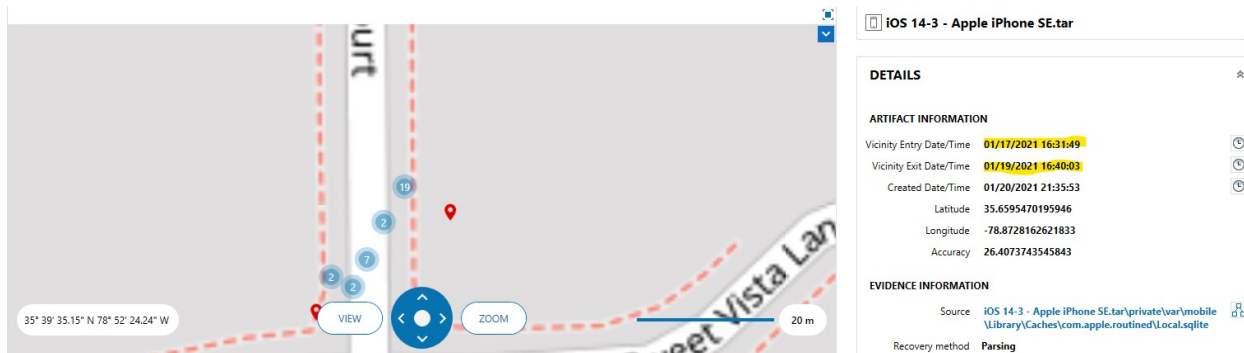 ourt
19
2
7
2
2
eet Vista Lan
35° 39' 35.15" N 78° 52' 24.24" W
VIEW
ZOOM
20 m
iOS 14-3 - Apple iPhone SE.tar
DETAILS
ARTIFACT INFORMATION
Vicinity Entry Date/Time 01/17/2021 16:31:49
Vicinity Exit Date/Time 01/19/2021 16:40:03
Created Date/Time 01/20/2021 21:35:53
Latitude 35.6595470195946
Longitude -78.8728162621833
Accuracy 26.4073743545843
EVIDENCE INFORMATION
Source iOS 14-3 - Apple iPhone SE.tar\private\var\mobile
\Library\Caches\com.apple.routined\Local.sqlite
Recovery method Parsing